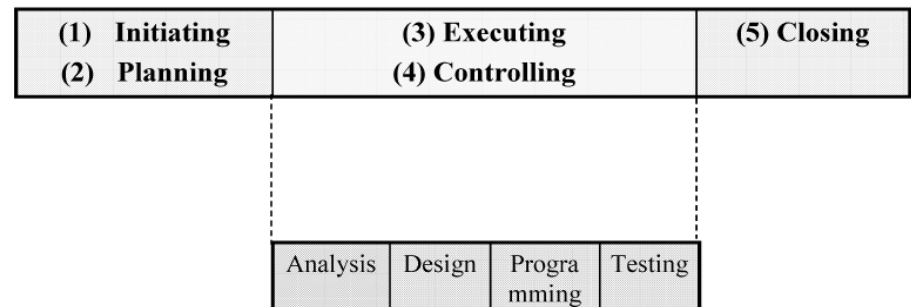 (1) Initiating
(2) Planning
(3) Executing
(4) Controlling
(5) Closing
Analysis
Design
Progra
mming
Testing